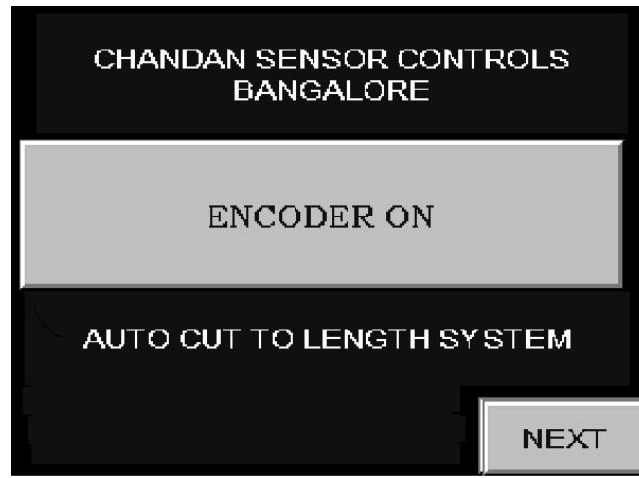 CHANDAN SENSOR CONTROLS
BANGALORE
ENCODER ON
AUTO CUT TO LENGTH SYSTEM
NEXT